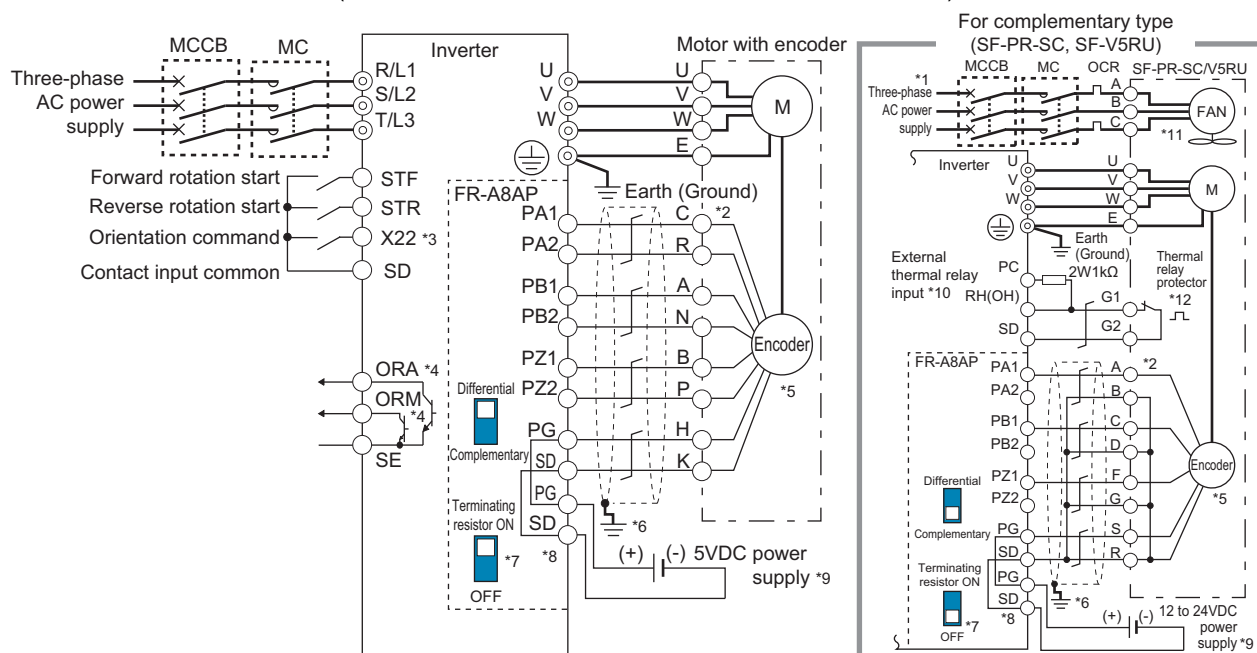 For complementary type
(SF-PR-SC, SF-V5RU)
MCCB
MC
Inverter
Motor with encoder
Three-phase
AC power
supply
R/L1
S/L2
T/L3
U
V
W
U
V
W
E
M
Earth (Ground)
Forward rotation start
Reverse rotation start
Orientation command
Contact input common
STF
STR
X22 *3
SD
ORA *4
ORM
*4
SE
FR-A8AP
PA1
PA2
PB1
PB2
PZ1
PZ2
PG
SD
PG
SD
C
*2
R
A
N
B
P
H
K
Encoder
*5
Differential
Complementary
Terminating
resistor ON
*7
OFF
*8
*6
(+)
(-)
5VDC power
supply *9
MCCB
MC
OCR
SF-PR-SC/V5RU
*1
Three-phase
AC power
supply
A
B
C
FAN
*11
Inverter
U
V
W
U
V
W
E
M
Earth
(Ground)
External
thermal relay
input *10
PC
2W1kΩ
RH(OH)
SD
G1
G2
Thermal
relay
protector
*12
FR-A8AP
PA1
PA2
PB1
PB2
PZ1
PZ2
PG
SD
PG
SD
A
*2
B
C
D
F
G
S
R
Encoder
*5
Differential
Complementary
Terminating
resistor ON
*7
OFF
*8
*6
(+)
(-)
12 to 24VDC
power
supply *9